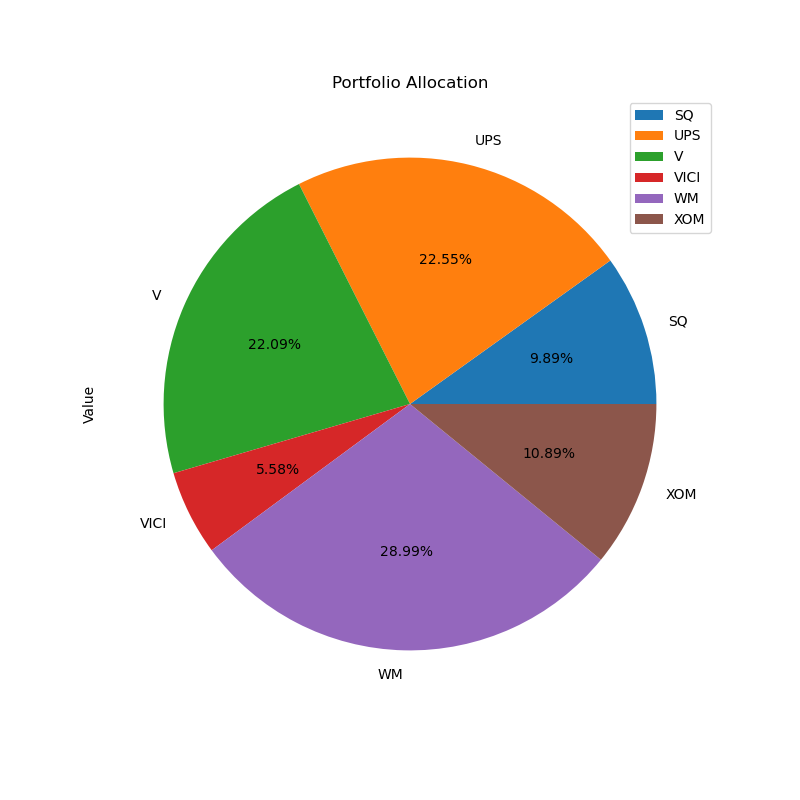 Portfolio Allocation
SQ
UPS
V
VICI
WM
XOM
UPS
22.55%
V
SQ
22.09%
9.89%
Value
10.89%
5.58%
XOM
VICI
28.99%
WM